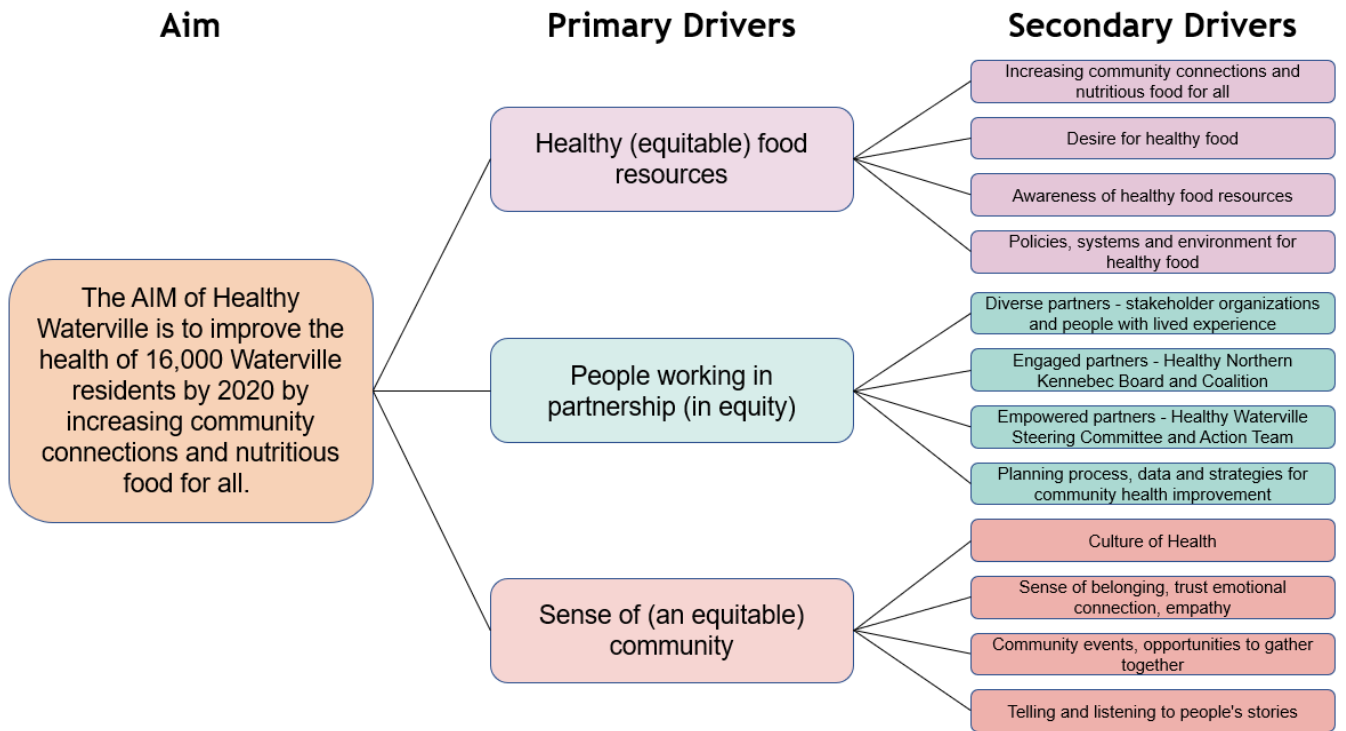 Aim
Primary Drivers
Secondary Drivers
The AIM of Healthy
Waterville is to improve the
health of 16,000 Waterville
residents by 2020 by
increasing community
connections and nutritious
food for all.
Healthy (equitable) food
resources
Increasing community connections and
nutritious food for all
Desire for healthy food
Awareness of healthy food resources
Policies, systems and environment for
healthy food
People working in
partnership (in equity)
Diverse partners - stakeholder organizations
and people with lived experience
Engaged partners - Healthy Northern
Kennebec Board and Coalition
Empowered partners - Healthy Waterville
Steering Committee and Action Team
Planning process, data and strategies for
community health improvement
Sense of (an equitable)
community
Culture of Health
Sense of belonging, trust emotional
connection, empathy
Community events, opportunities to gather
together
Telling and listening to people's stories